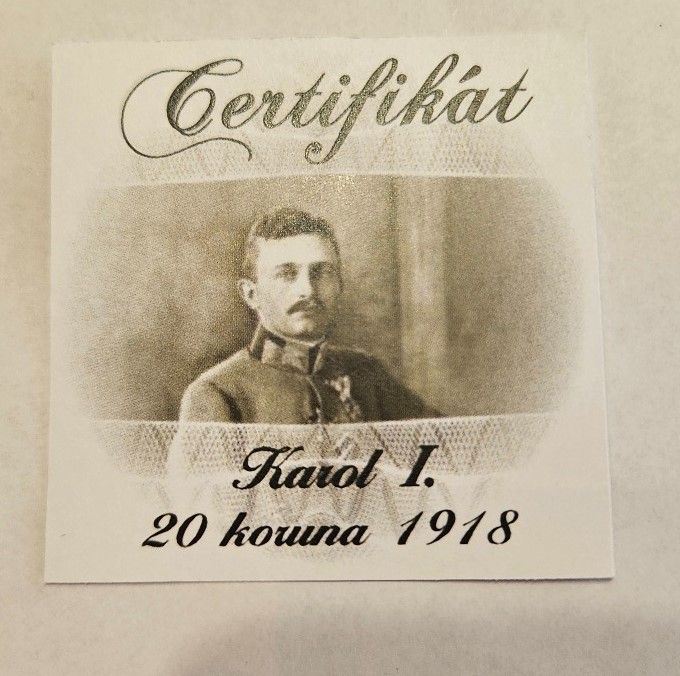 Certifikát
Karol I.
20 koruna 1918